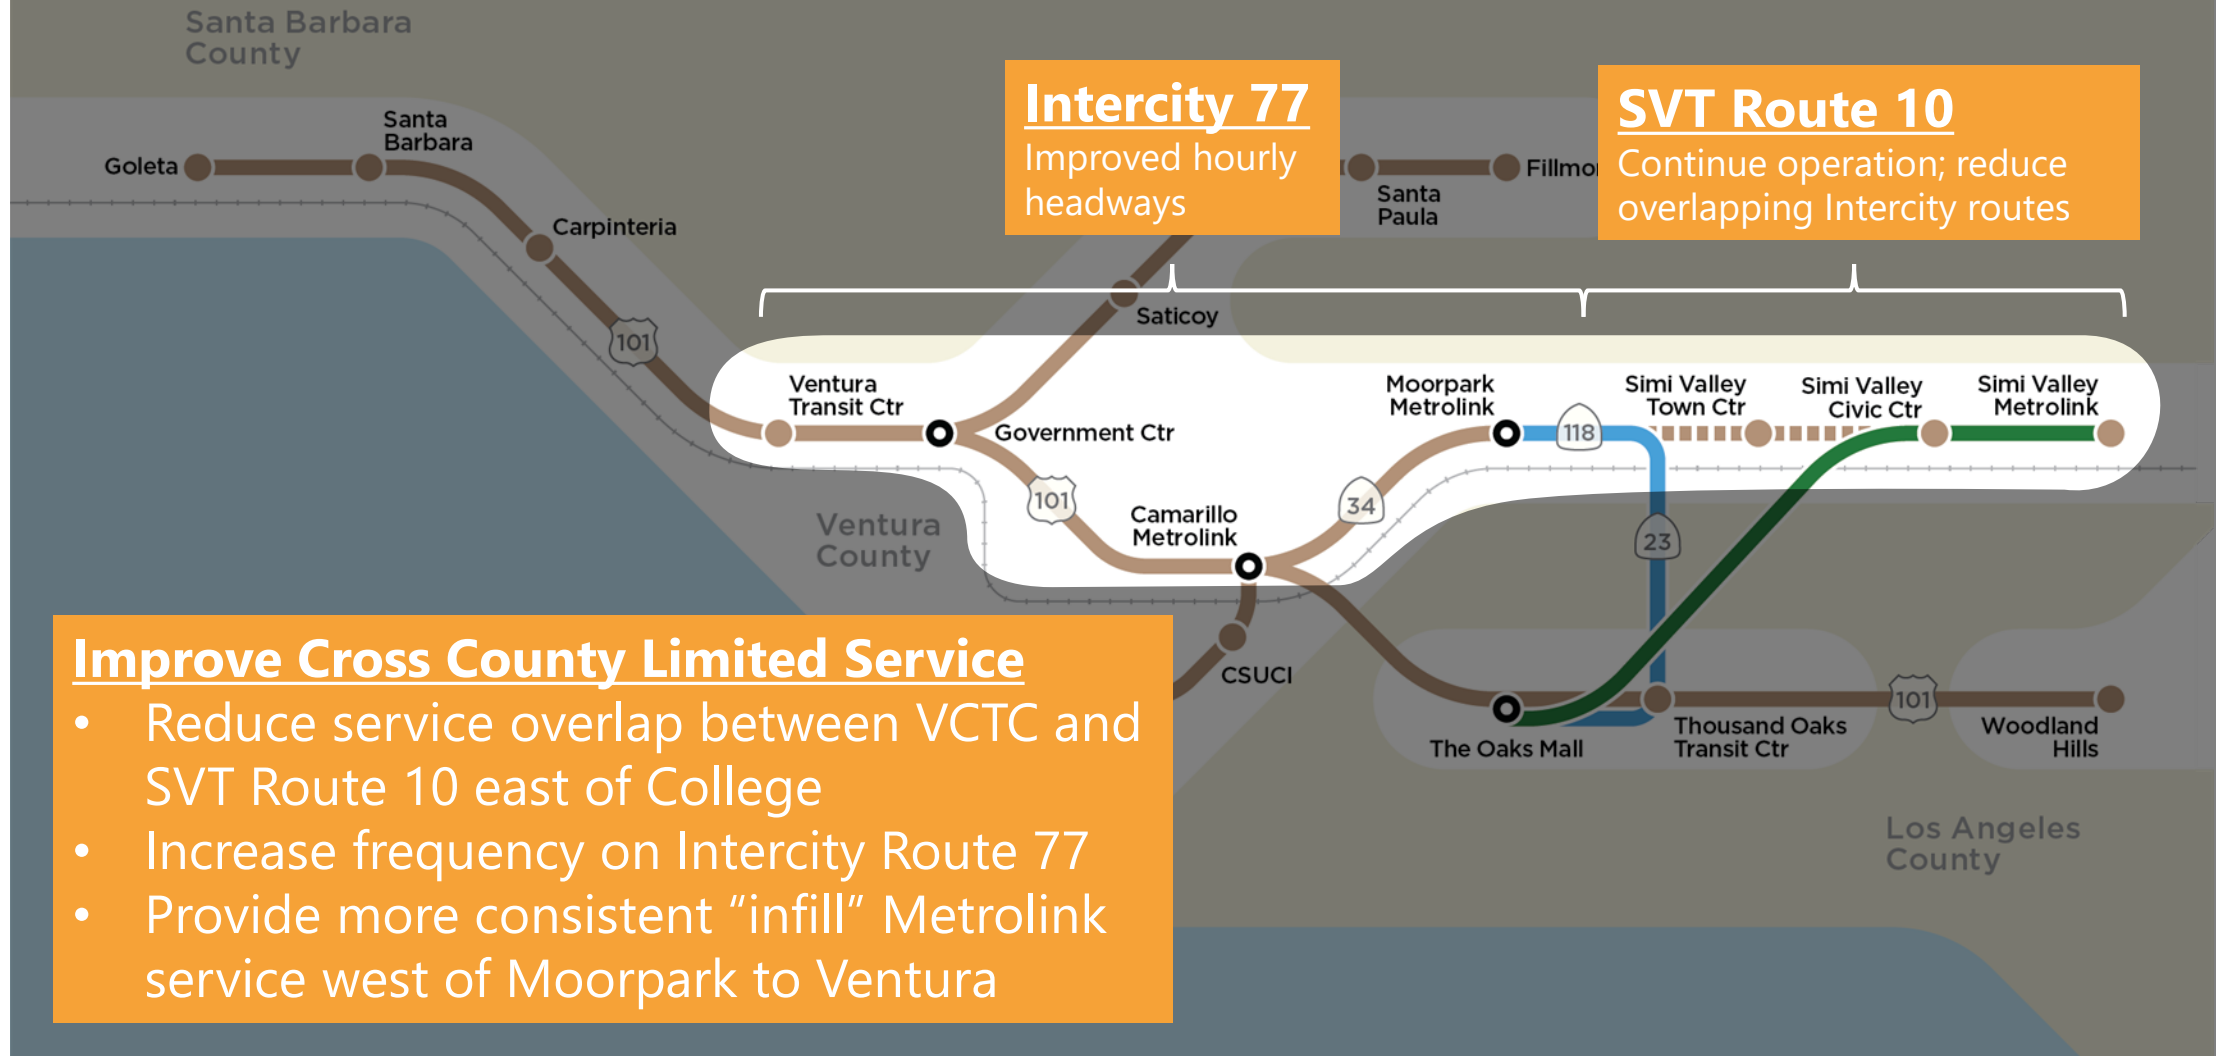 Santa Barbara
County
Intercity 77
Improved hourly
headways
SVT Route 10
Continue operation; reduce
overlapping Intercity routes
Santa
Barbara
Goleta
Carpinteria
101
Santa
Paula
Fillmo
Saticoy
Ventura
Transit Ctr
Government Ctr
Moorpark
Metrolink
118
Simi Valley
Town Ctr
Simi Valley
Civic Ctr
Simi Valley
Metrolink
101
34
Camarillo
Metrolink
23
Ventura
County
CSUCI
The Oaks Mall
Thousand Oaks
Transit Ctr
101
Woodland
Hills
Los Angeles
County
Improve Cross County Limited Service
• Reduce service overlap between VCTC and
SVT Route 10 east of College
• Increase frequency on Intercity Route 77
• Provide more consistent “infill” Metrolink
service west of Moorpark to Ventura